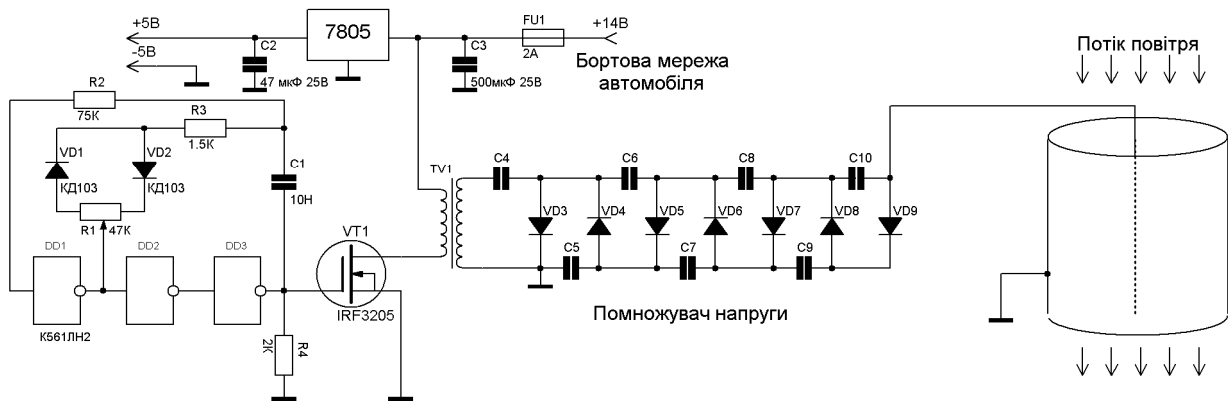 +5В
-5В
7805
C2
47 мкФ 25В
C3
500мкФ 25В
FU1
2А
+14В
Бортова мережа
автомобіля
Потік повітря
R2
75К
R3
1.5К
VD1
КД103
VD2
КД103
C1
10Н
R1
47К
DD1
DD2
DD3
К561ЛН2
VT1
IRF3205
R4
2К
TV1
C4
C6
C8
C10
VD3
VD4
VD5
VD6
VD7
VD8
VD9
C5
C7
C9
Помножувач напруги